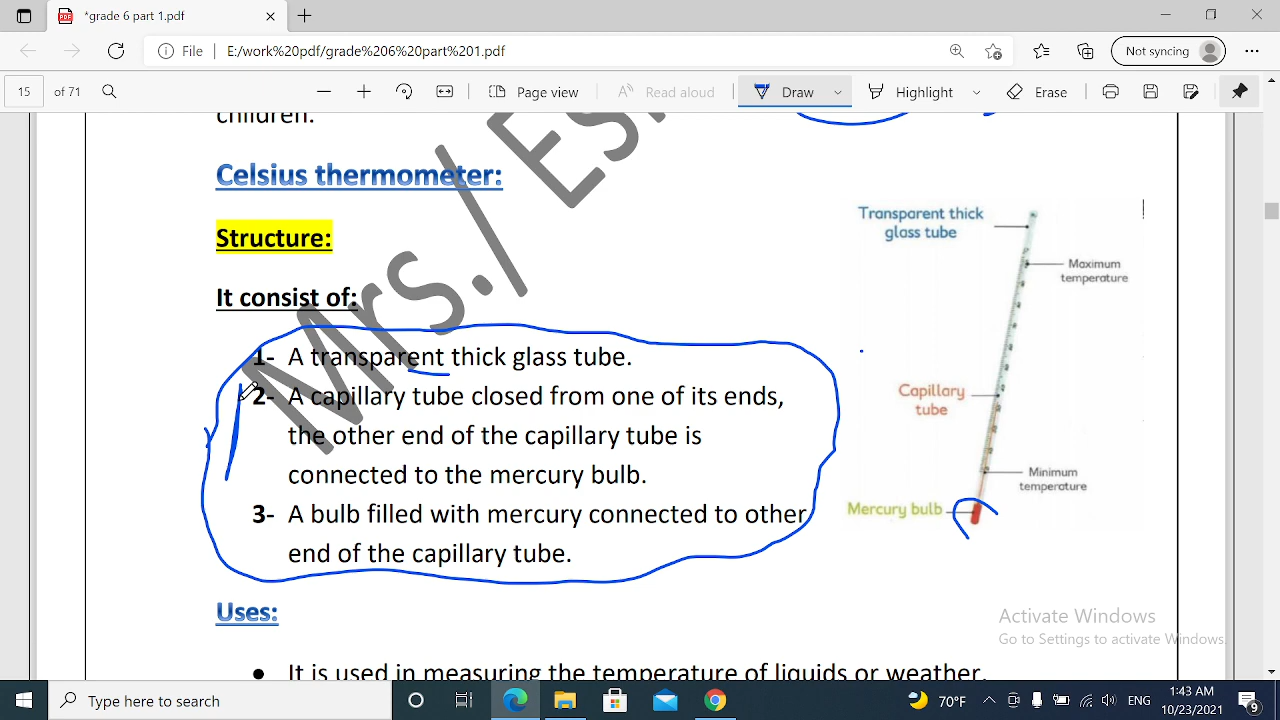 *grade 6 part 1.pdf
File E:/work%20pdf/grade%206%20part%201.pdf Not syncing
15 of 71 Page view Read aloud Draw Highlight Erase
children.
Celsius thermometer:
Structure:
It consist of:
1- A transparent thick glass tube.
2- A capillary tube closed from one of its ends,
the other end of the capillary tube is
connected to the mercury bulb.
3- A bulb filled with mercury connected to other
end of the capillary tube.
Uses:
● It is used in measuring the temperature of liquids or weather.
Mrs./
Transparent thick
glass tube
Maximum
temperature
Capillary
tube
Minimum
temperature
Mercury bulb
Activate Windows
Go to Settings to activate Windows.
Type here to search
70°F ENG 1:43 AM
10/23/2021